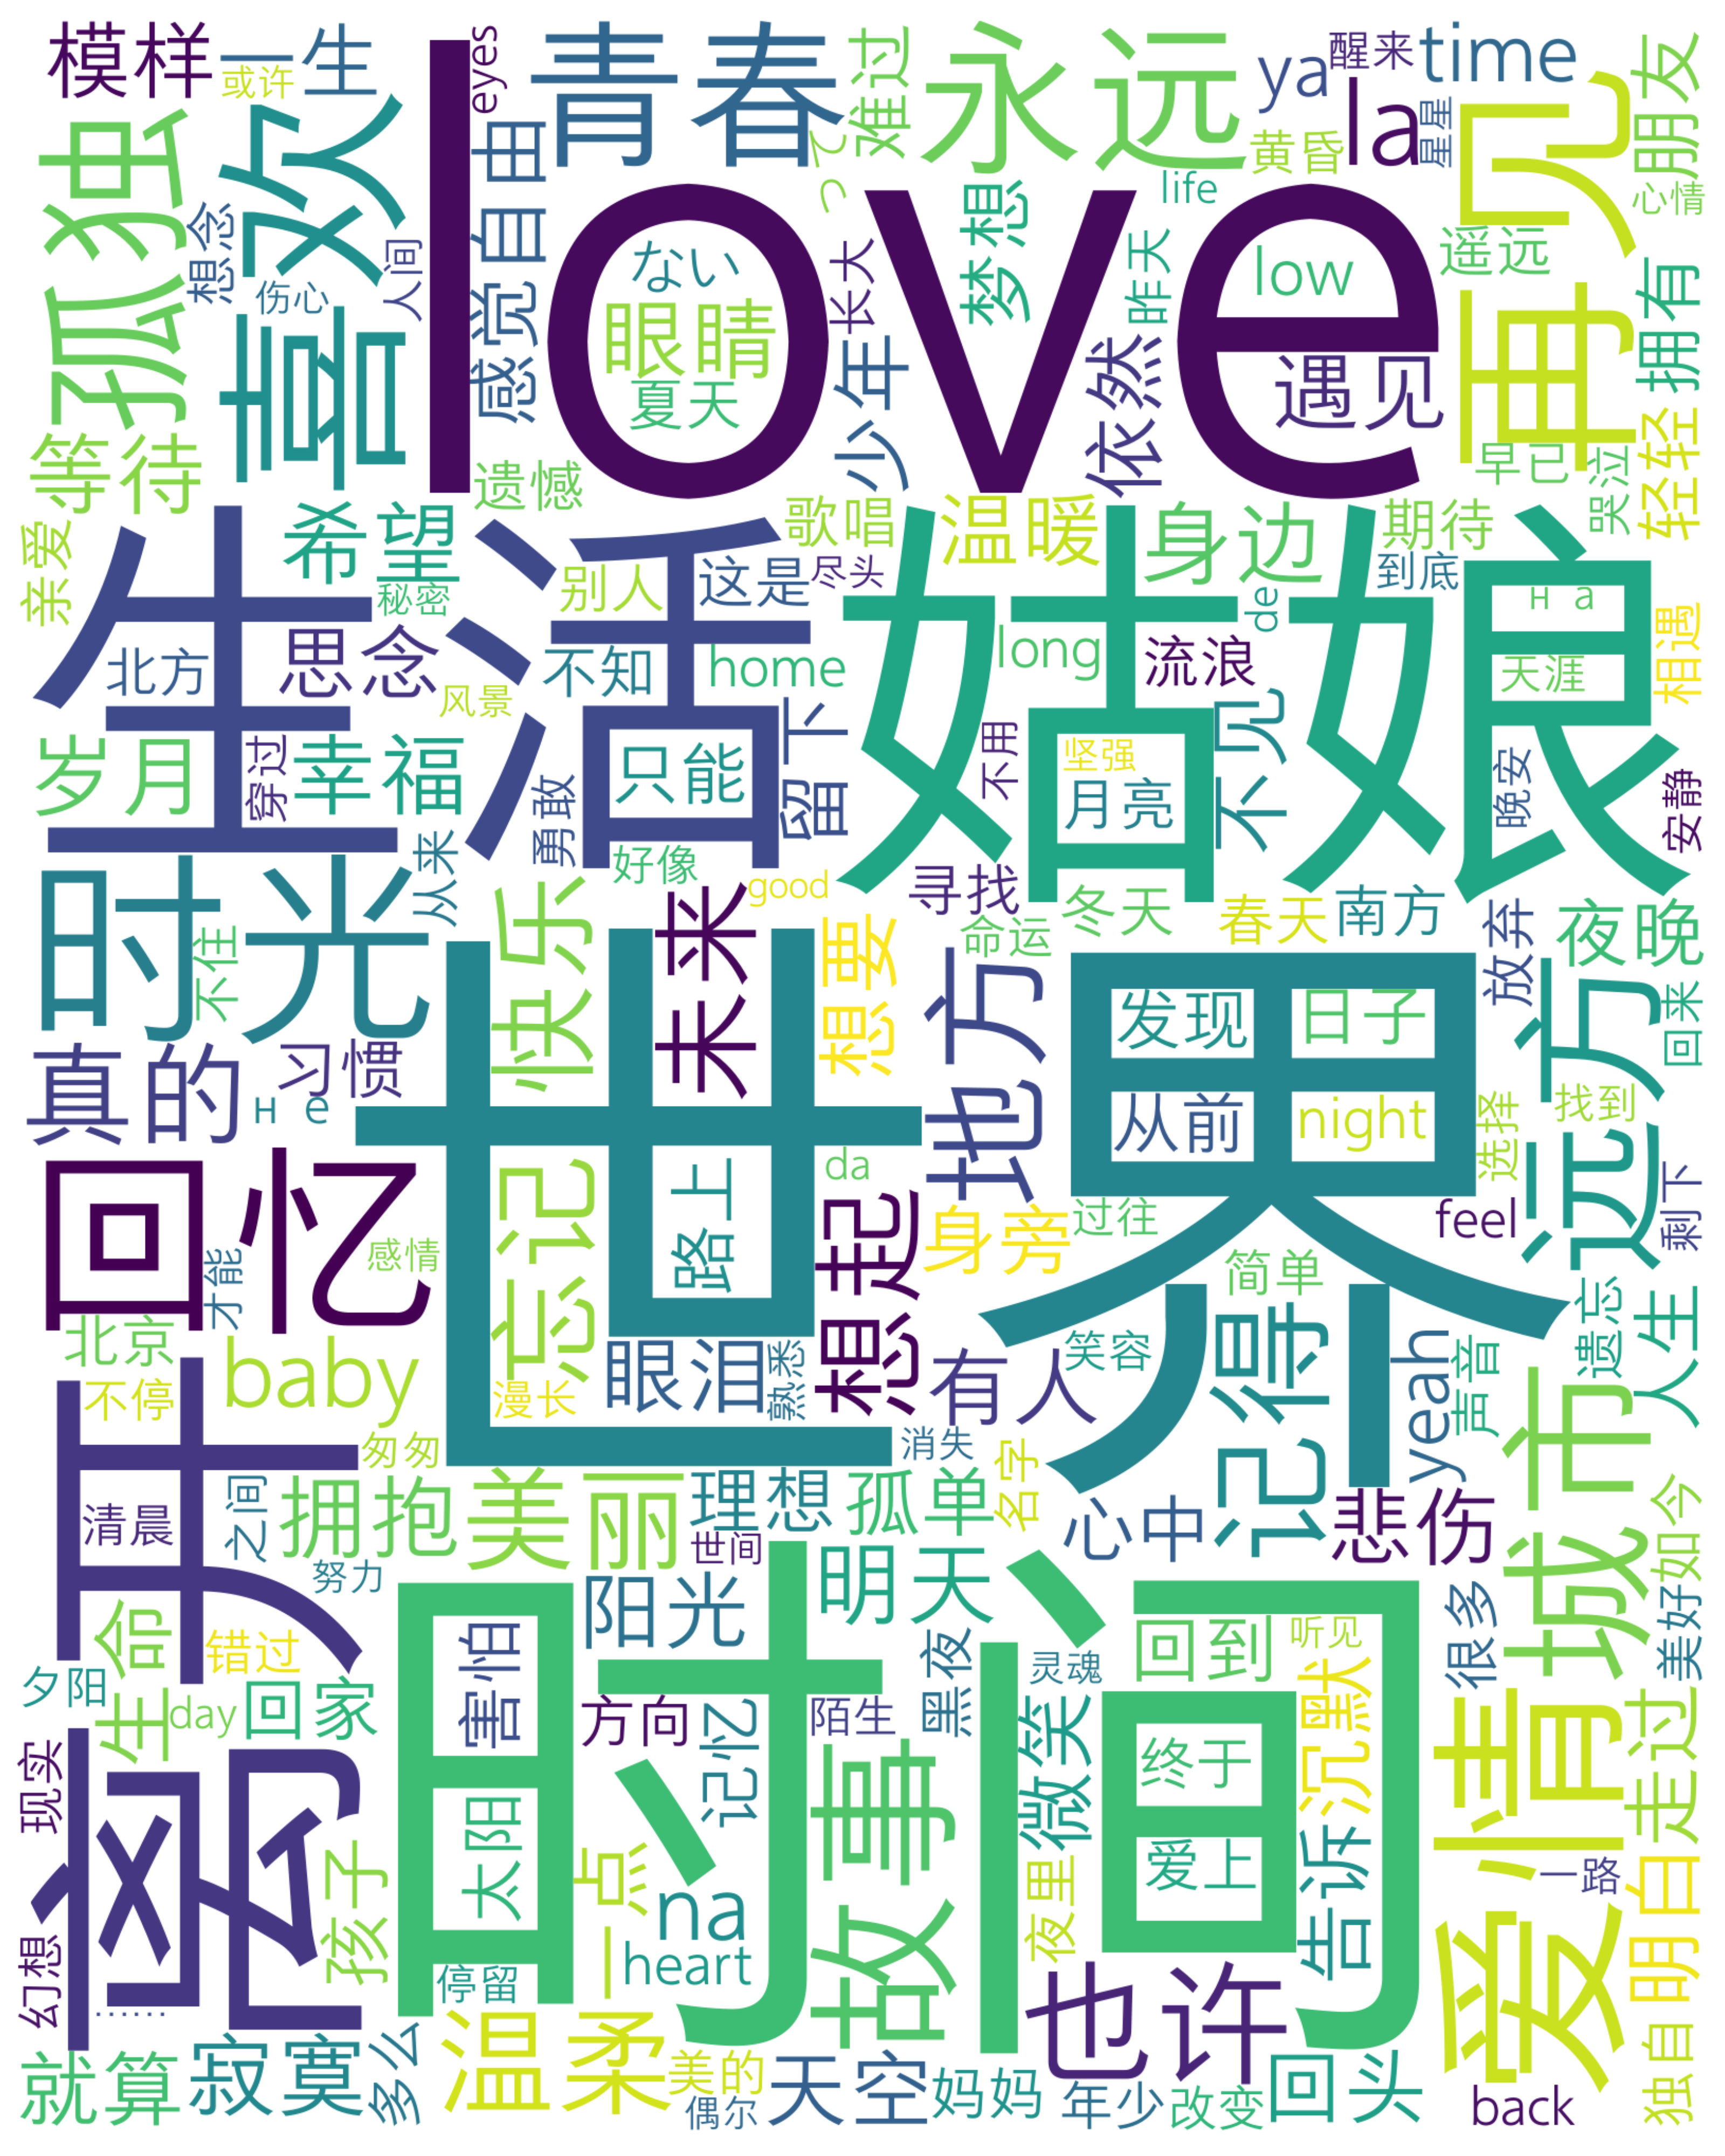 模样
一生
或许
eyes
青春
难过
永远
ya
醒来
time
la
星星
黄昏
再见
朋友
心情
孤独
喜欢
想念
伤心
人间
自由
感觉
love
って
梦想
life
昨天
长大
少年
ない
眼睛
夏天
low
遇见
依然
遥远
拥有
轻轻
早已
哭泣
等待
遗憾
亲爱
希望
秘密
生活
北方
思念
风景
别人
不知
歌唱
这是
尽头
温暖
身边
期待
到底
姑娘
H a
天涯
相遇
home
long
de
流浪
不见
不用
坚强
月亮
晚安
安静
岁月
穿过
幸福
只能
留下
勇敢
从来
好像
good
时光
不住
快乐
未来
想要
寻找
命运
冬天
春天
南方
放弃
夜晚
回来
真的
习惯
H e
世界
地方
发现
日子
从前
night
远方
选择
找到
回忆
才能
感情
忘记
路上
da
想起
身旁
过往
feel
剩下
简单
北京
baby
不停
匆匆
漫长
眼泪
熟悉
有人
笑容
记得
yeah
声音
遗忘
人生
离开
清晨
之间
拥抱
美丽
理想
孤单
消失
名字
世间
心中
悲伤
城市
如今
努力
生命
错过
夕阳
day
回家
时间
害怕
阳光
明天
黑夜
灵魂
回到
听见
很多
美好
现实
幻想
孩子
太阳
方向
记忆
陌生
故事
微笑
终于
爱上
沉默
告诉
爱情
走过
一路
明白
独自
一点
na
heart
夜里
停留
······
就算
寂寞
多么
温柔
美的
偶尔
天空
妈妈
也许
年少
改变
回头
back